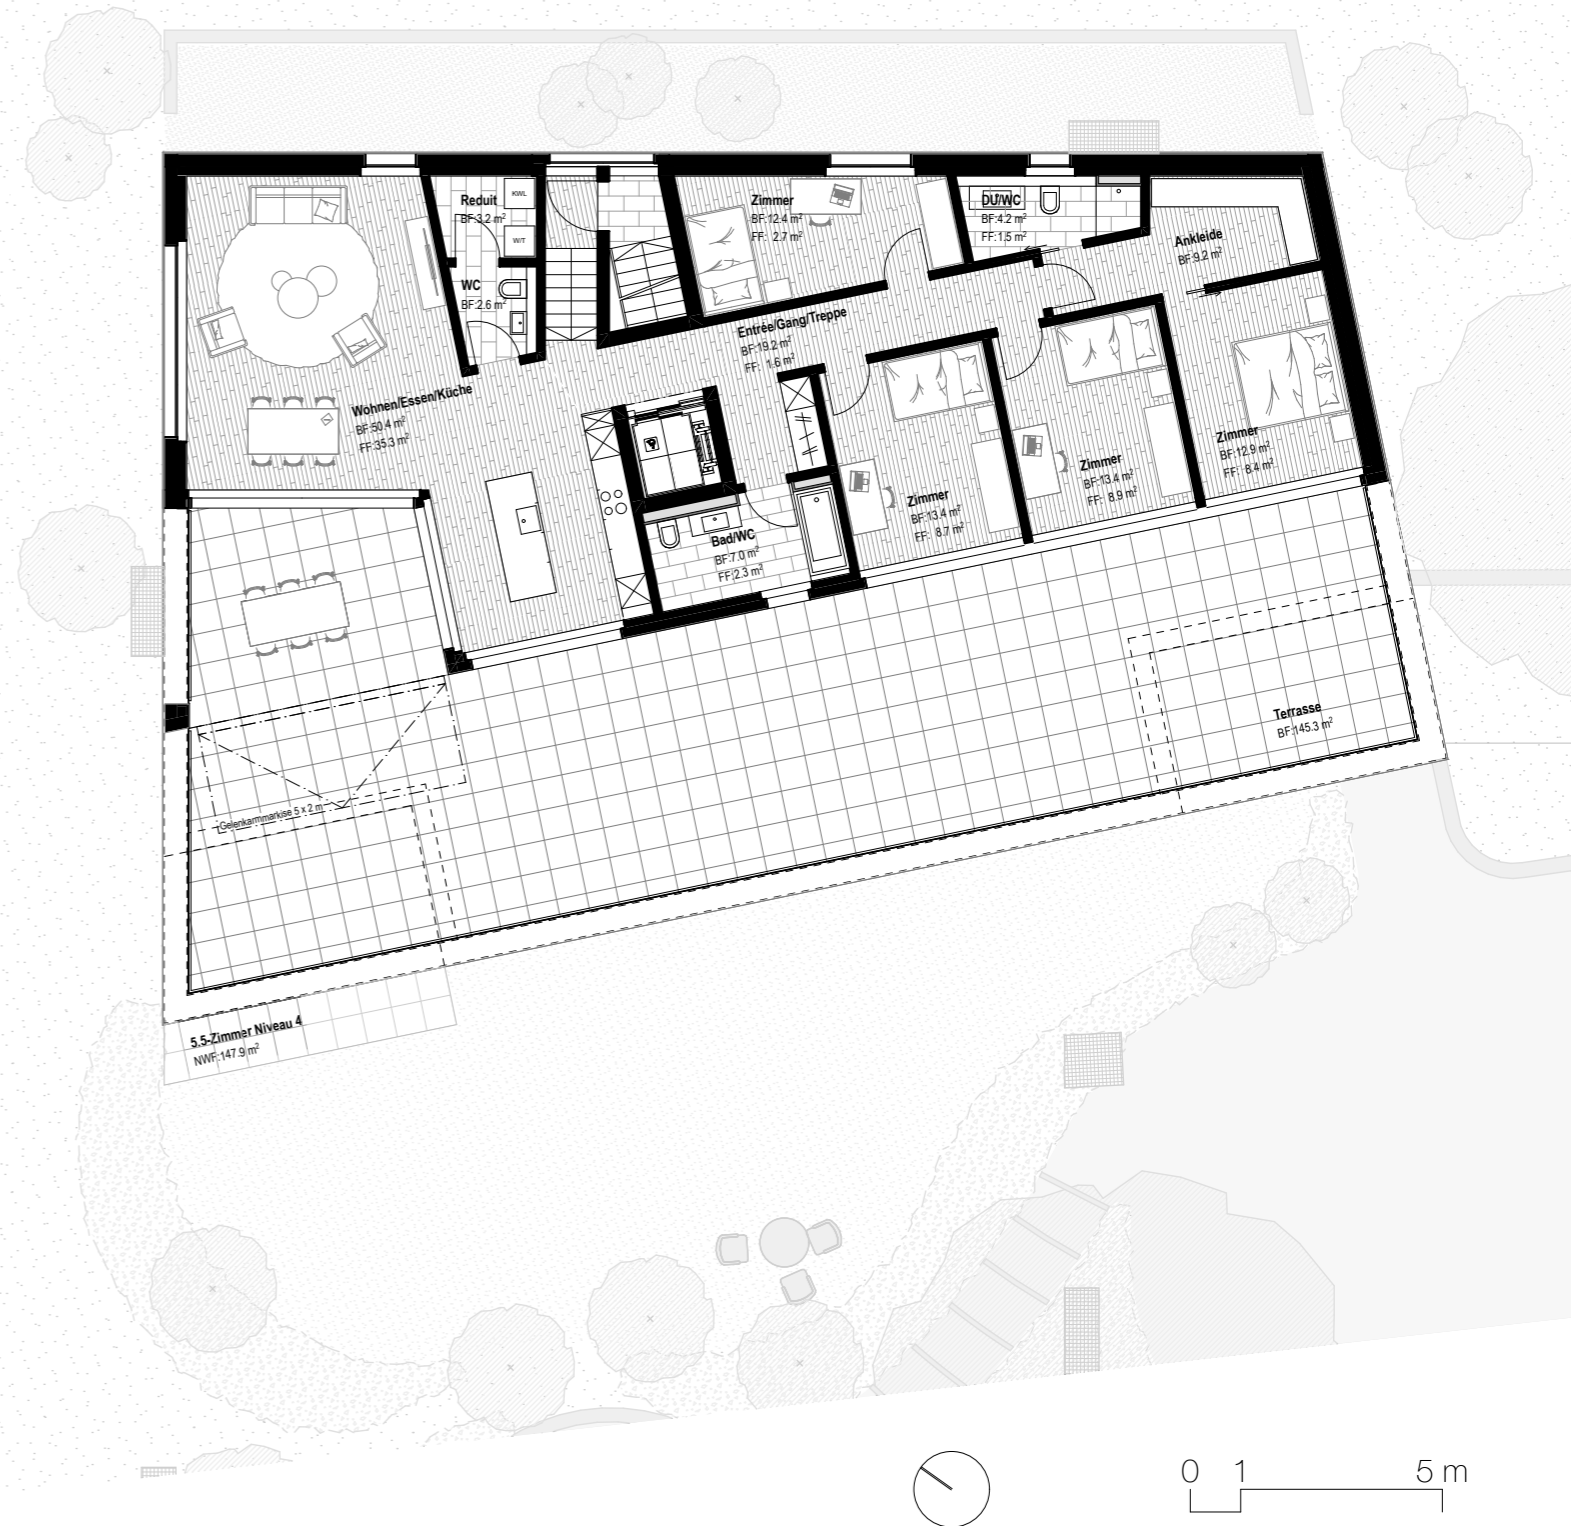 Reduit
BF:3.2 m²
KWL
W/T
WC
BF:2.6 m²
Zimmer
BF:12.4 m²
FF: 2.7 m²
DU/WC
BF:4.2 m²
FF:1.5 m²
Ankleide
BF:9.2 m²
Entrée/Gang/Treppe
BF:19.2 m²
FF: 1.6 m²
Wohnen/Essen/Küche
BF:50.4 m²
FF:35.3 m²
Zimmer
BF:12.9 m²
FF: 8.4 m²
Zimmer
BF:13.4 m²
FF: 8.9 m²
Zimmer
BF:13.4 m²
FF: 8.7 m²
Bad/WC
BF:7.0 m²
FF:2.3 m²
Terrasse
BF:145.3 m²
Gelenkarmmarkise 5 x 2 m
5.5-Zimmer Niveau 4
NWF:147.9 m²
0 1 5 m